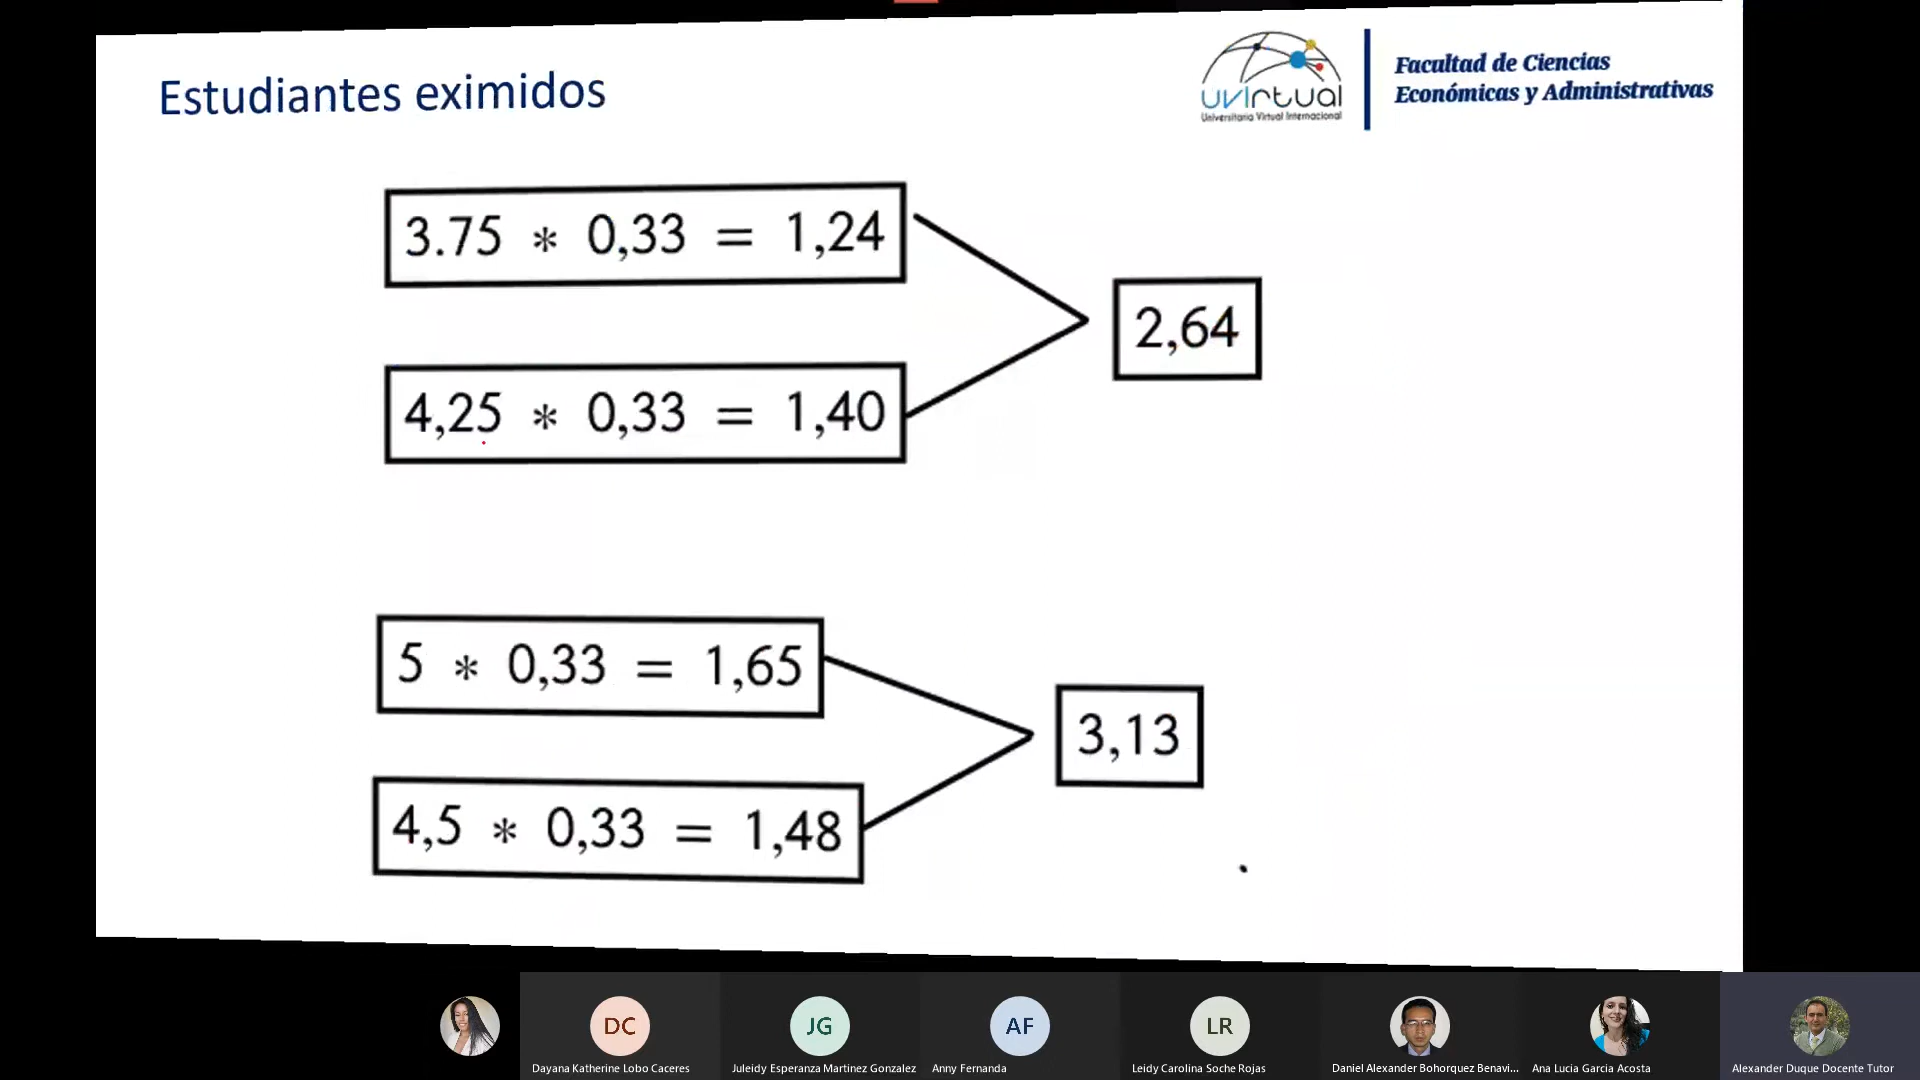 Estudiantes eximidos
uvirtual
Universitaria Virtual Internacional
Facultad de Ciencias
Económicas y Administrativas
3.75 * 0,33 = 1,24
2,64
4,25 * 0,33 = 1,40
5 * 0,33 = 1,65
3,13
4,5 * 0,33 = 1,48
DC
JG
AF
LR
Dayana Katherine Lobo Caceres
Juleidy Esperanza Martinez Gonzalez
Anny Fernanda
Leidy Carolina Soche Rojas
Daniel Alexander Bohorquez Benavi...
Ana Lucia Garcia Acosta
Alexander Duque Docente Tutor